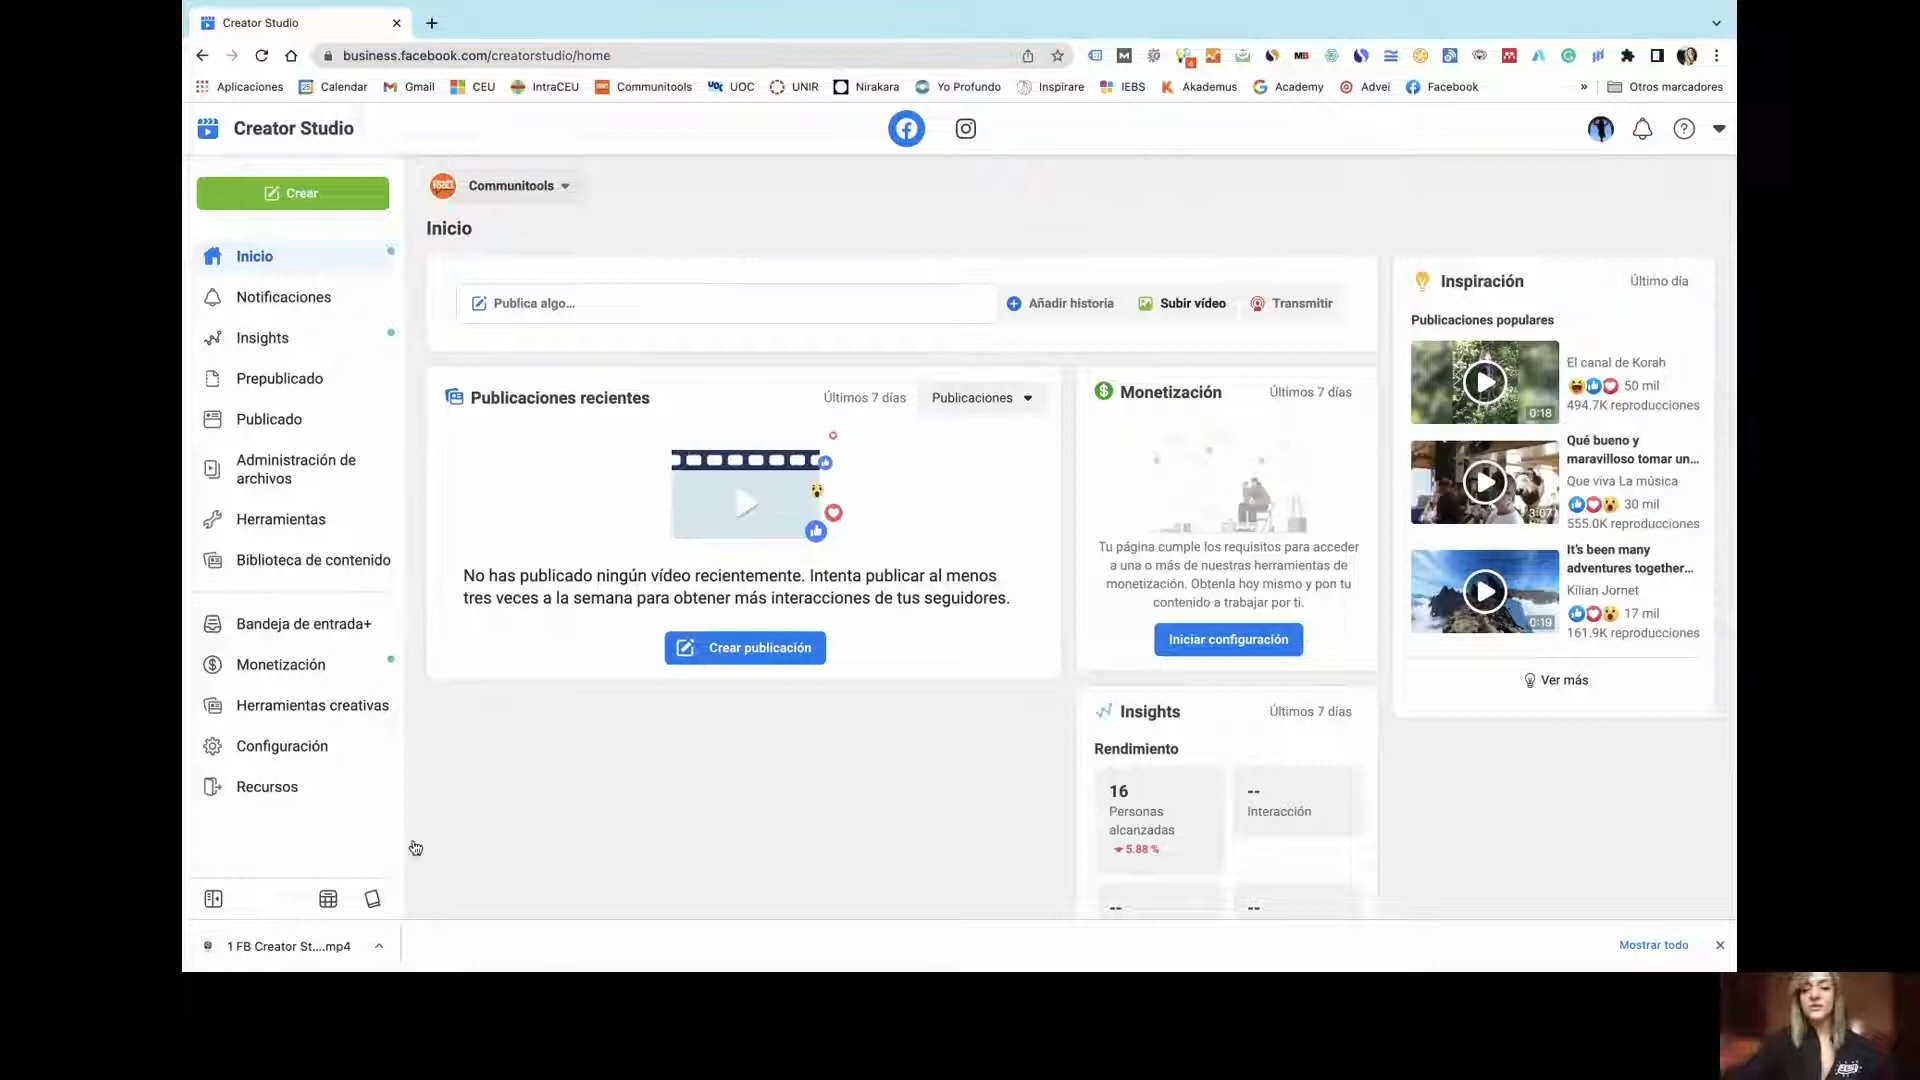 Creator Studio
business.facebook.com/creatorstudio/home
Aplicaciones Calendar Gmail CEU IntraCEU Communitools UOC UNIR Nirakara Yo Profundo Inspirare IEBS Akademus Academy Advei Facebook » Otros marcadores
Creator Studio
Crear
Inicio
Notificaciones
Insights
Prepublicado
Publicado
Administración de
archivos
Herramientas
Biblioteca de contenido
Bandeja de entrada+
Monetización
Herramientas creativas
Configuración
Recursos
Communitools
Inicio
Publica algo...
Añadir historia
Subir vídeo
Transmitir
Publicaciones recientes
Últimos 7 días
Publicaciones
No has publicado ningún vídeo recientemente. Intenta publicar al menos
tres veces a la semana para obtener más interacciones de tus seguidores.
Crear publicación
Monetización
Últimos 7 días
Tu página cumple los requisitos para acceder
a una o más de nuestras herramientas de
monetización. Obtenla hoy mismo y pon tu
contenido a trabajar por ti.
Iniciar configuración
Insights
Últimos 7 días
Rendimiento
16
Personas
alcanzadas
5.88 %
--
Interacción
--
--
Inspiración
Último día
Publicaciones populares
0:18
El canal de Korah
50 mil
494.7K reproducciones
3:07
Qué bueno y
maravilloso tomar un...
Que viva La música
30 mil
555.0K reproducciones
0:19
It's been many
adventures together...
Kilian Jornet
17 mil
161.9K reproducciones
Ver más
1 FB Creator St....mp4
Mostrar todo